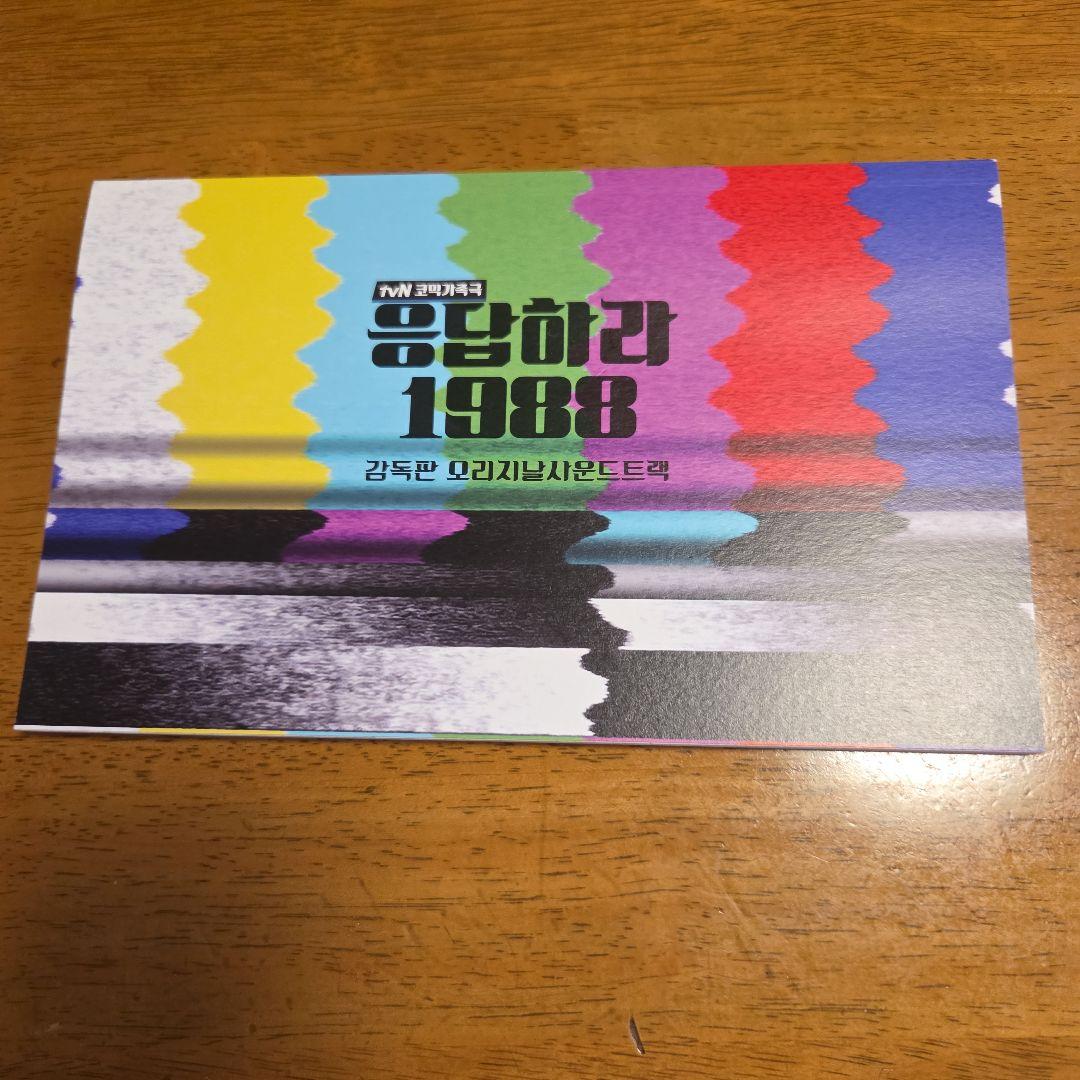 tvN 코믹가족극
응답하라
1988
감독판 오리지날사운드트랙